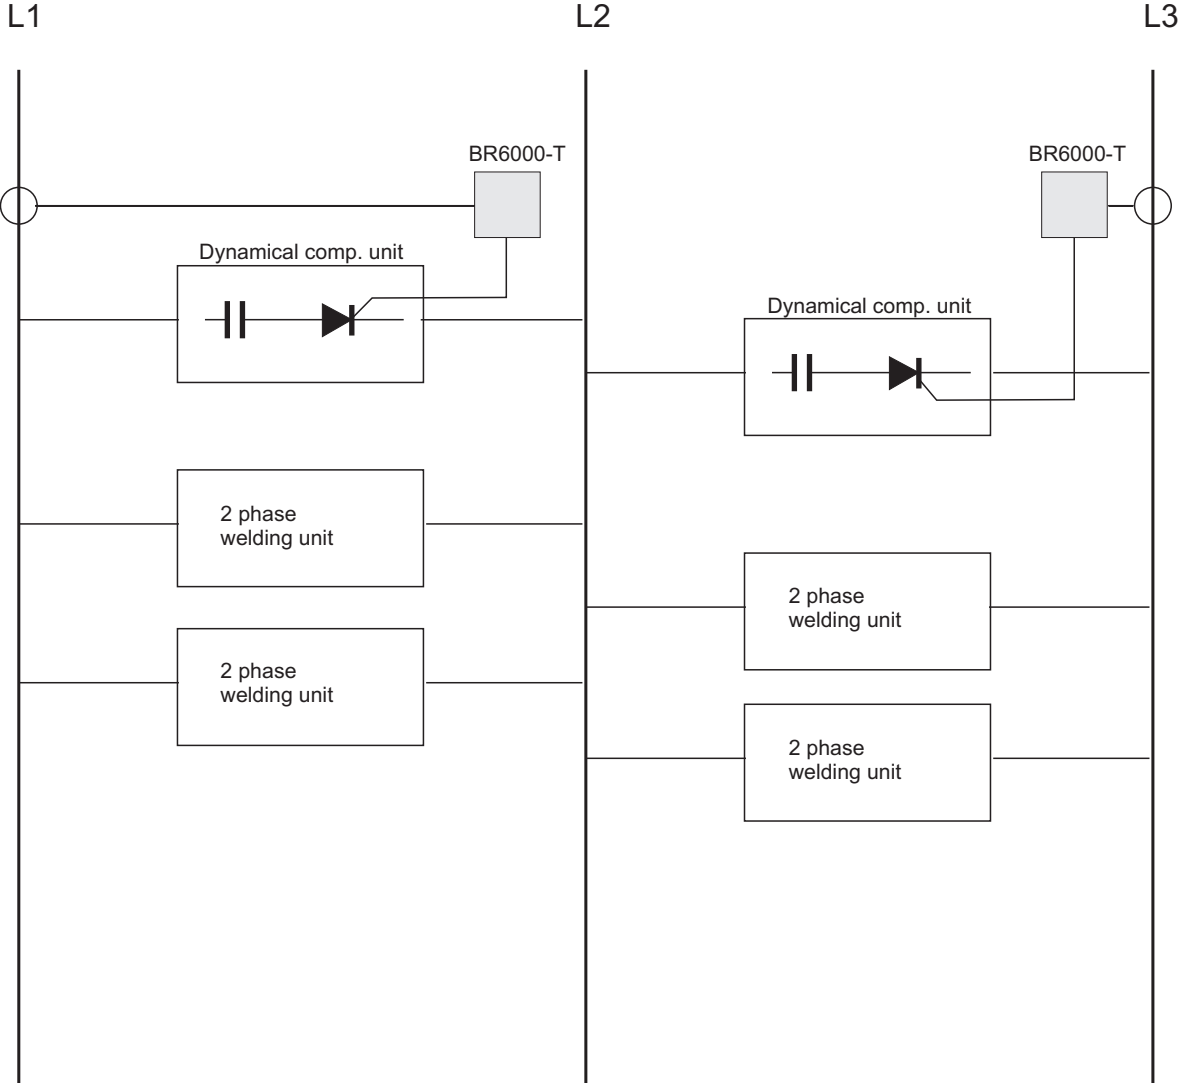 L1
L2
L3
BR6000-T
BR6000-T
Dynamical comp. unit
Dynamical comp. unit
2 phase
welding unit
2 phase
welding unit
2 phase
welding unit
2 phase
welding unit